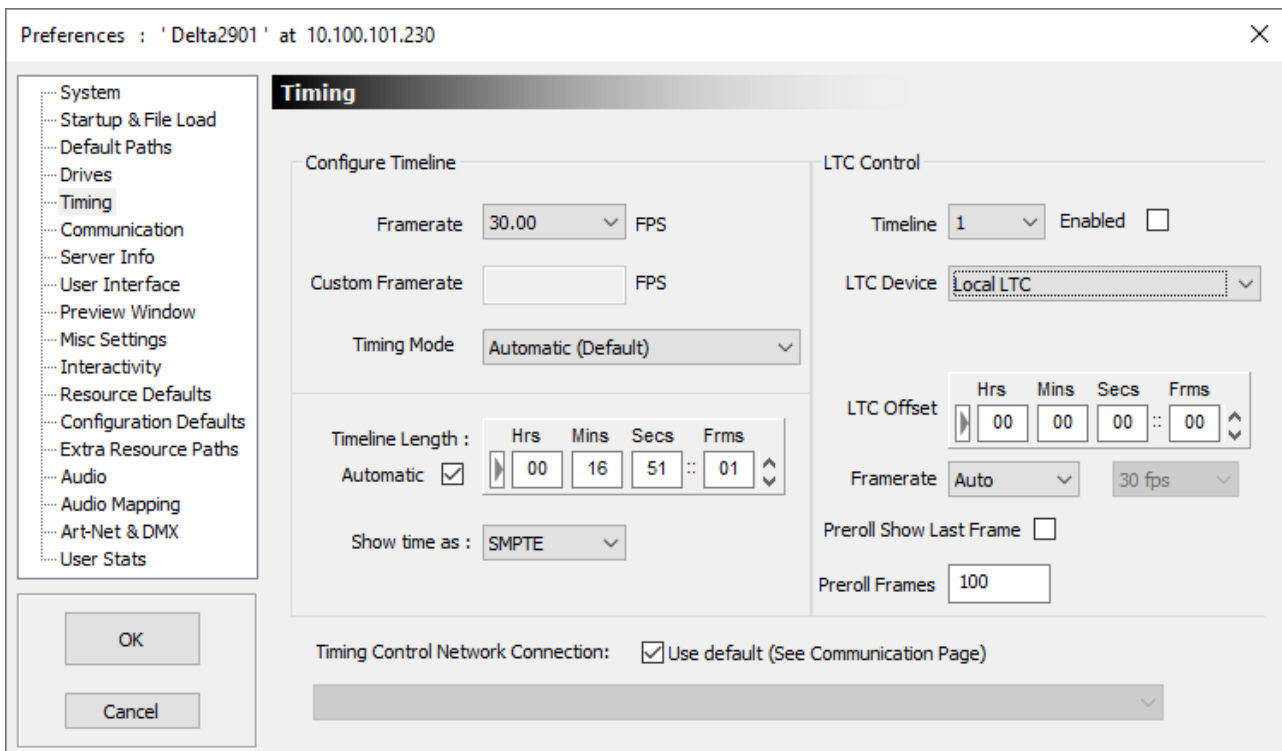 Preferences : 'Delta2901' at 10.100.101.230
System
Startup & File Load
Default Paths
Drives
Timing
Communication
Server Info
User Interface
Preview Window
Misc Settings
Interactivity
Resource Defaults
Configuration Defaults
Extra Resource Paths
Audio
Audio Mapping
Art-Net & DMX
User Stats
OK
Cancel
Timing
Configure Timeline
Framerate 30.00 FPS
Custom Framerate FPS
Timing Mode Automatic (Default)
Timeline Length :
Automatic
Hrs Mins Secs Frms
00 16 51 :: 01
Show time as : SMPTE
LTC Control
Timeline 1 Enabled
LTC Device Local LTC
LTC Offset
Hrs Mins Secs Frms
00 00 00 :: 00
Framerate Auto 30 fps
Preroll Show Last Frame
Preroll Frames 100
Timing Control Network Connection: Use default (See Communication Page)